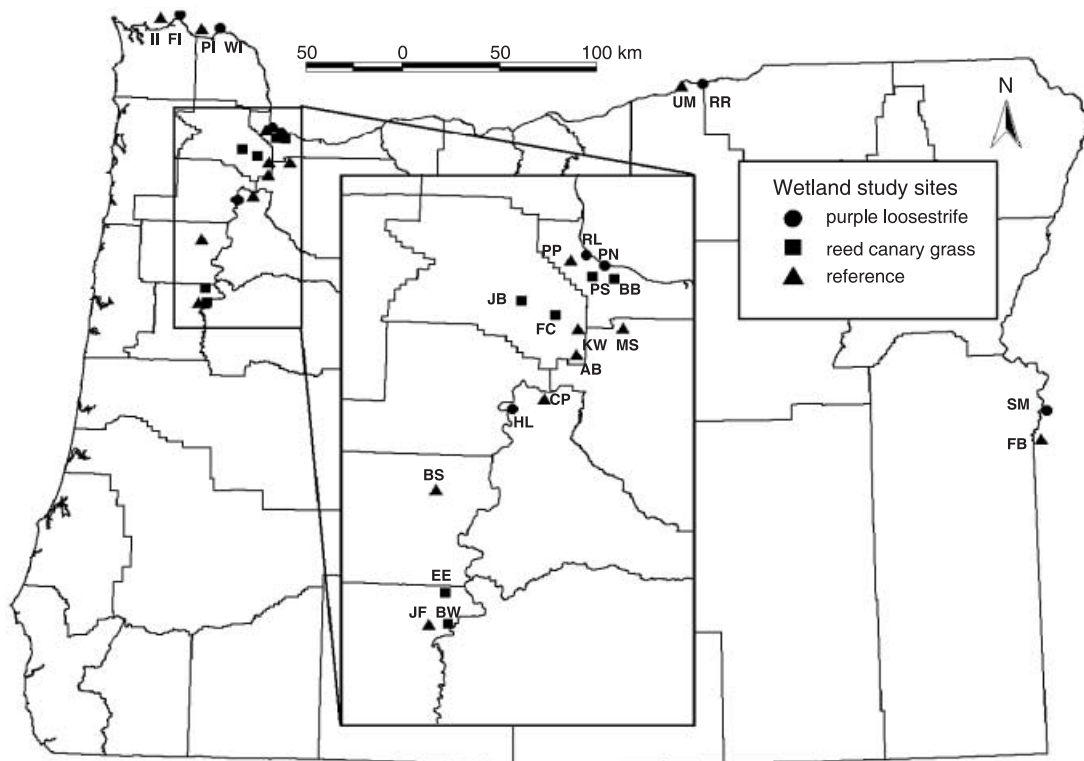 II FI PI WI
50 0 50 100 km
UM RR
N
Wetland study sites
purple loosestrife
reed canary grass
reference
RL
PP PN
PS BB
JB
FC
KW MS
AB
CP
HL
SM
FB
BS
EE
JF BW